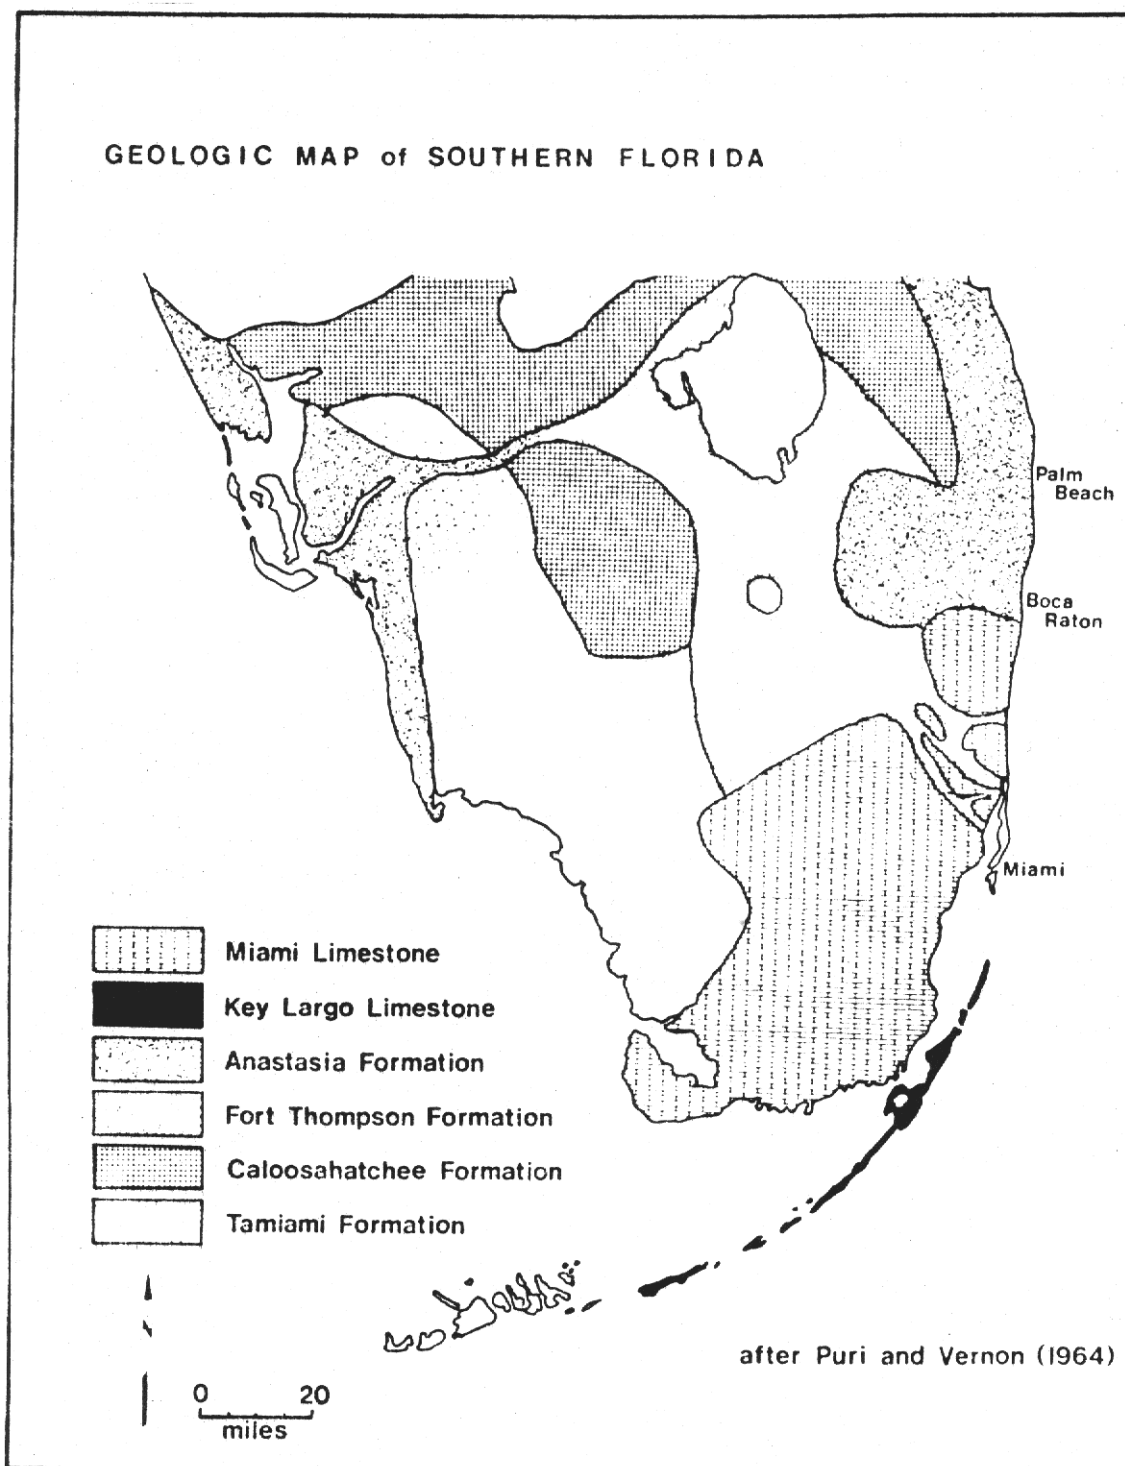 GEOLOGIC MAP of SOUTHERN FLORIDA
Palm
Beach
Boca
Raton
Miami
Miami Limestone
Key Largo Limestone
Anastasia Formation
Fort Thompson Formation
Caloosahatchee Formation
Tamiami Formation
after Puri and Vernon (1964)
0 20
miles